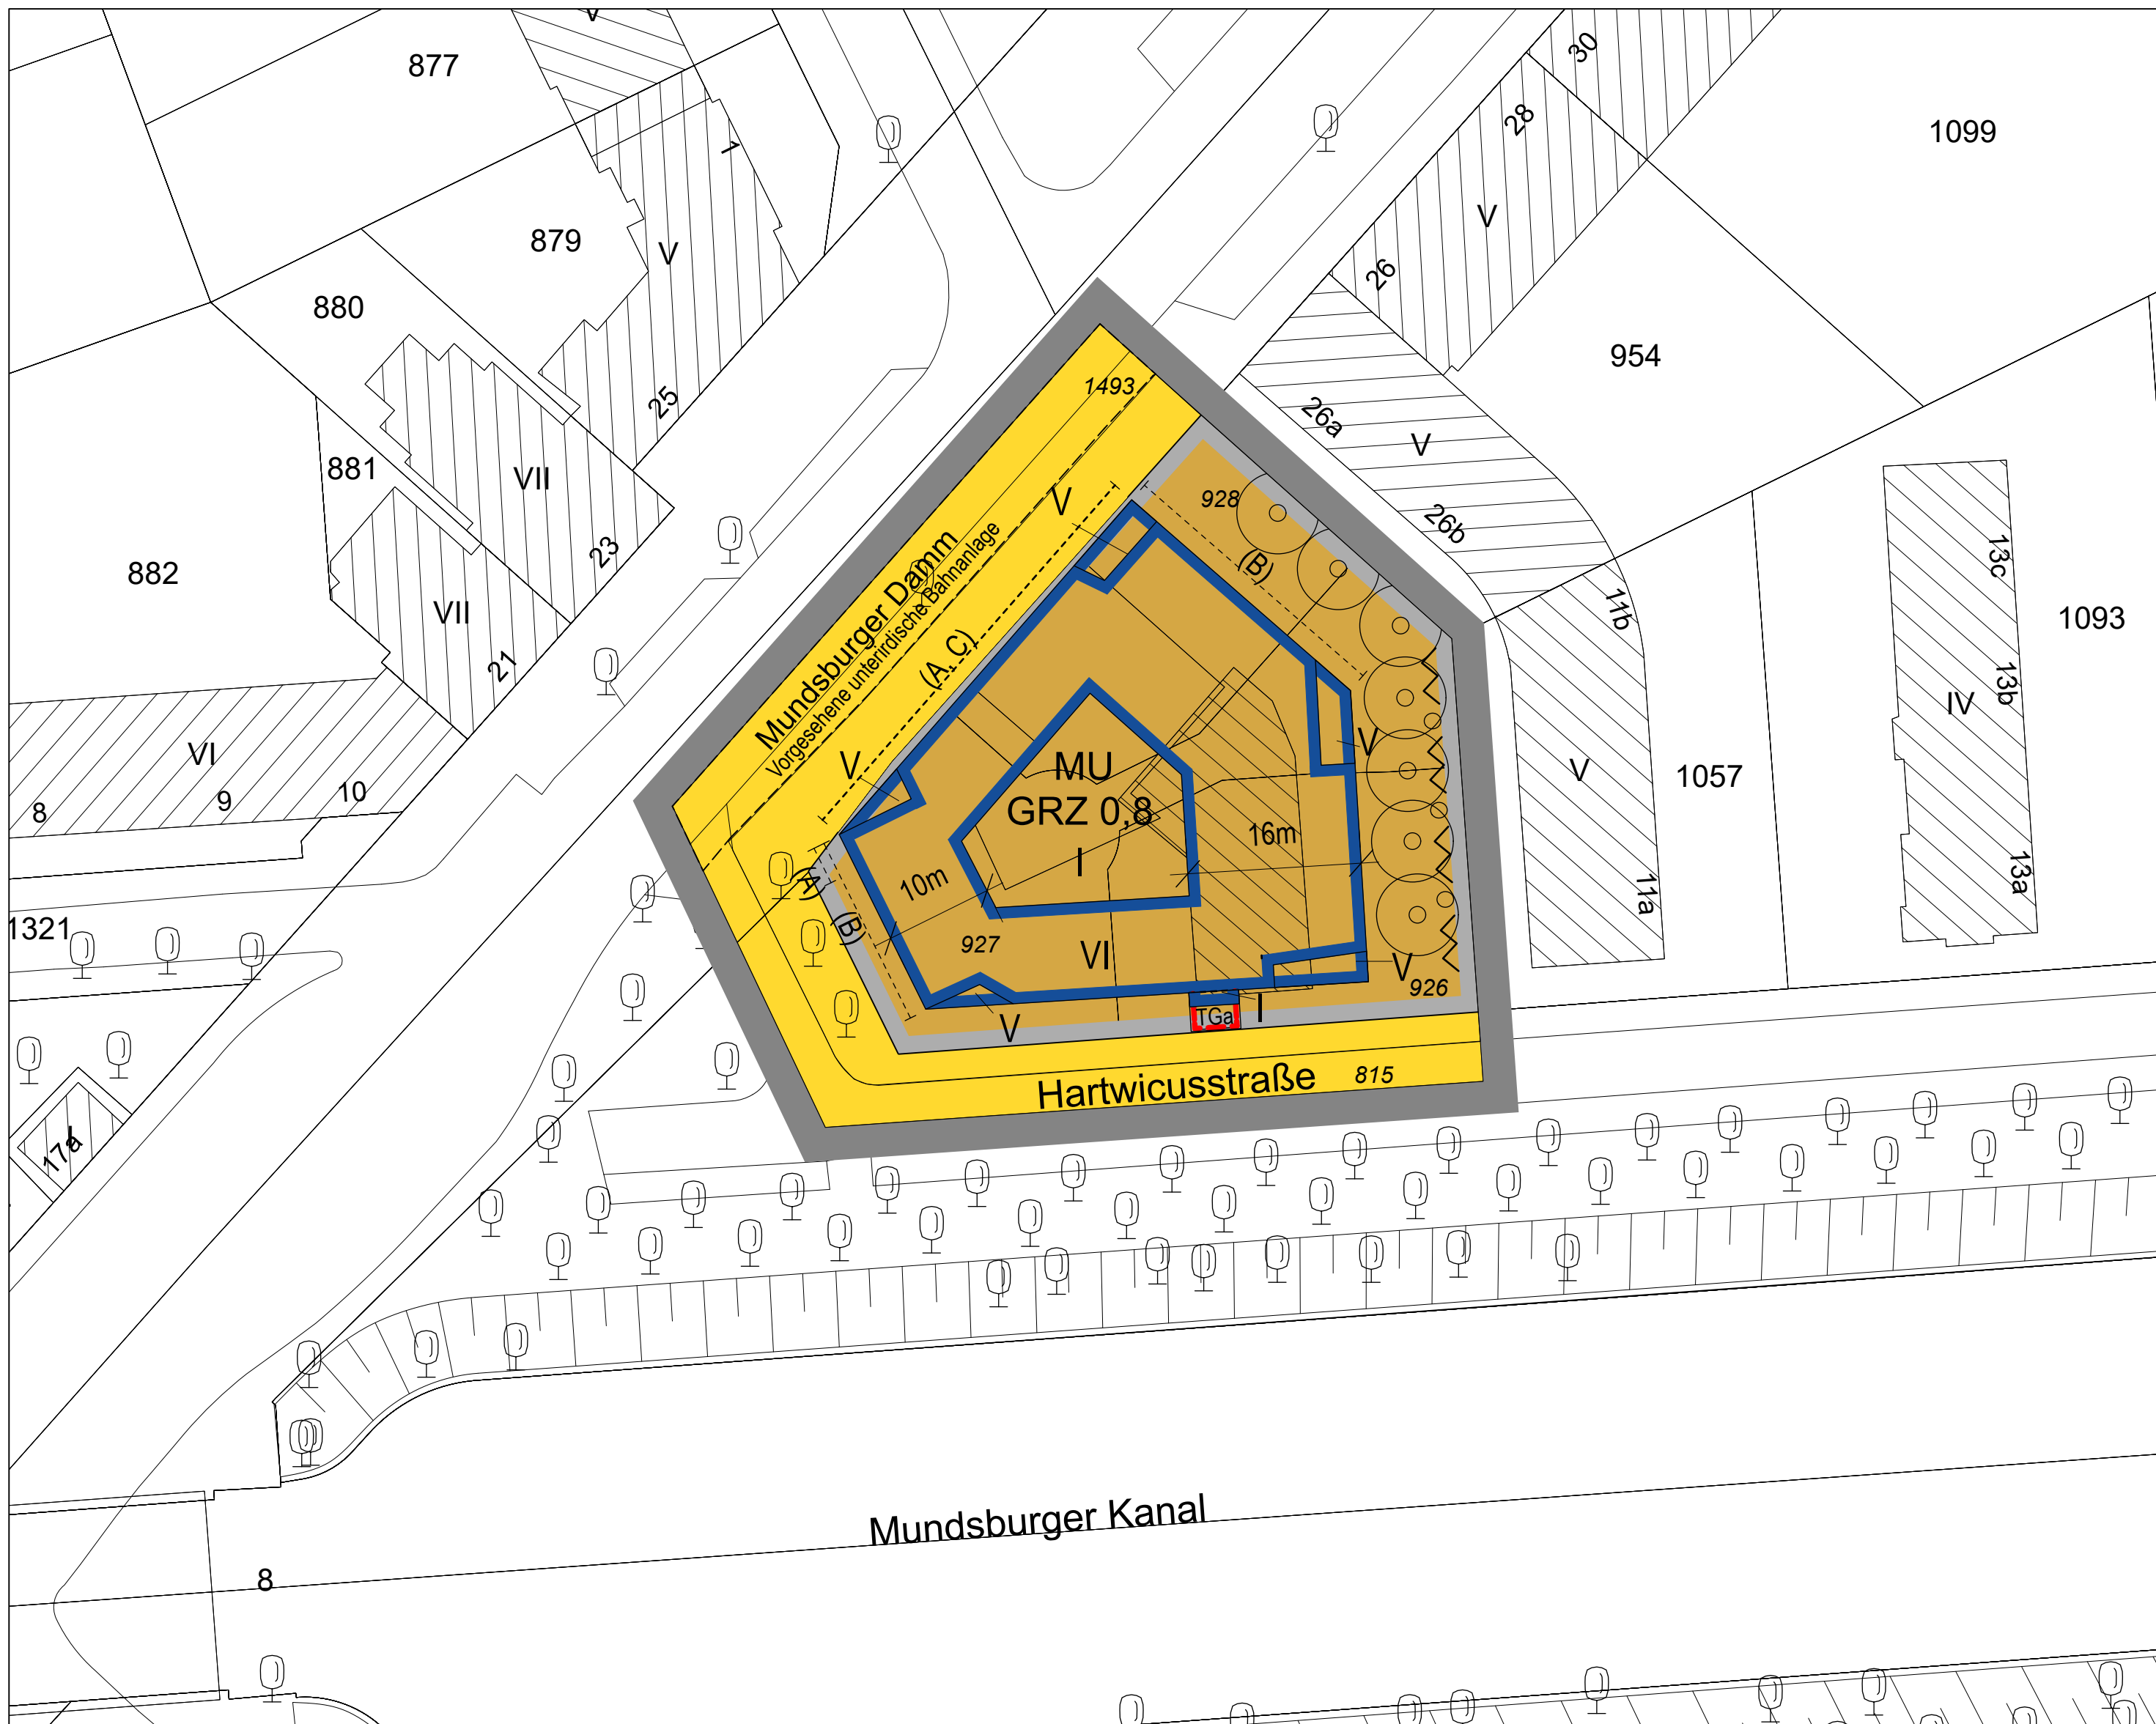 V
877
30
1099
28
1
V
879
V
26
880
954
25
1493
26a
V
881
VII
928
V
26b
23
13c
882
Mundsburger Damm
Vorgesehene unterirdische Bahnanlage
(B)
11b
VII
1093
21
(A, C)
13b
IV
VI
V
MU
V
V
1057
8
9
10
GRZ 0,8
16m
I
10m
(A)
13a
11a
1321
(B)
927
VI
V
926
I
TGa
V
Hartwicusstraße
815
I
17a
Mundsburger Kanal
8